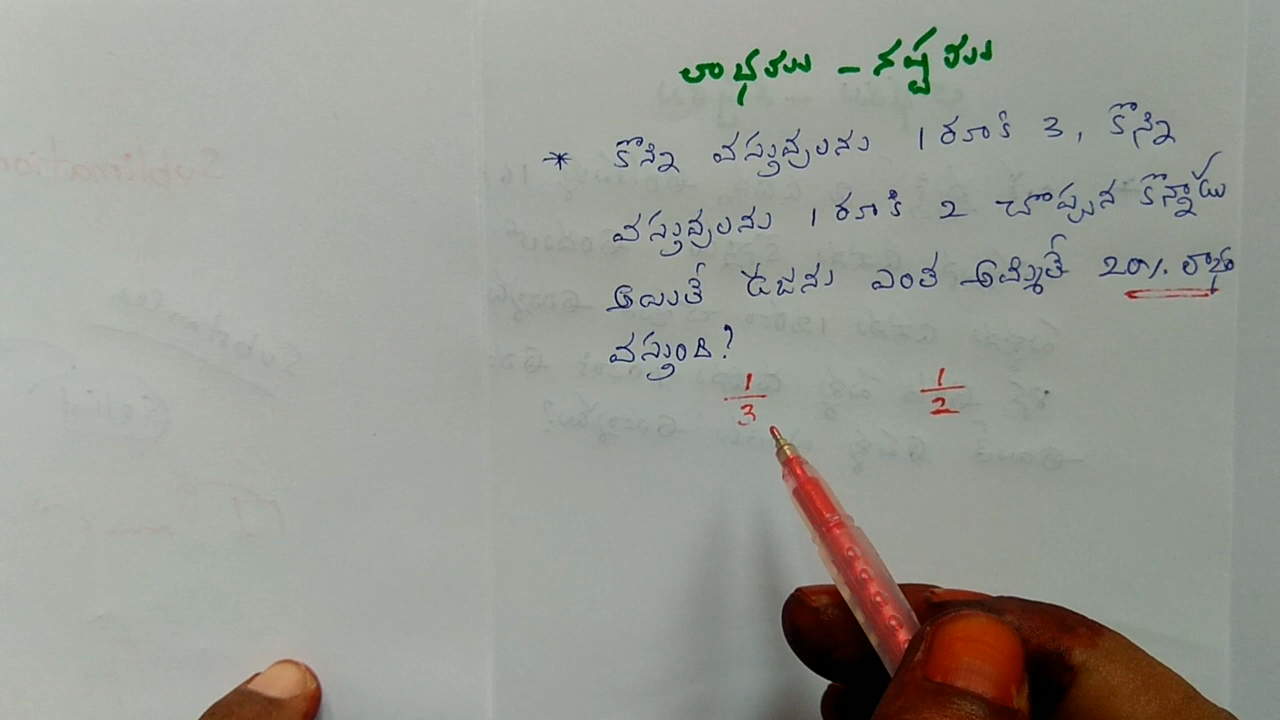 లాభము - నష్టము
* కొన్ని వస్తువులను 1 రూకి 3, కొన్ని
వస్తువులను 1 రూకి 2 చొప్పున కొన్నాడు
అయితే డజను ఎంత అమ్మితే 20% లాభం
వస్తుంది?
1/3 1/2